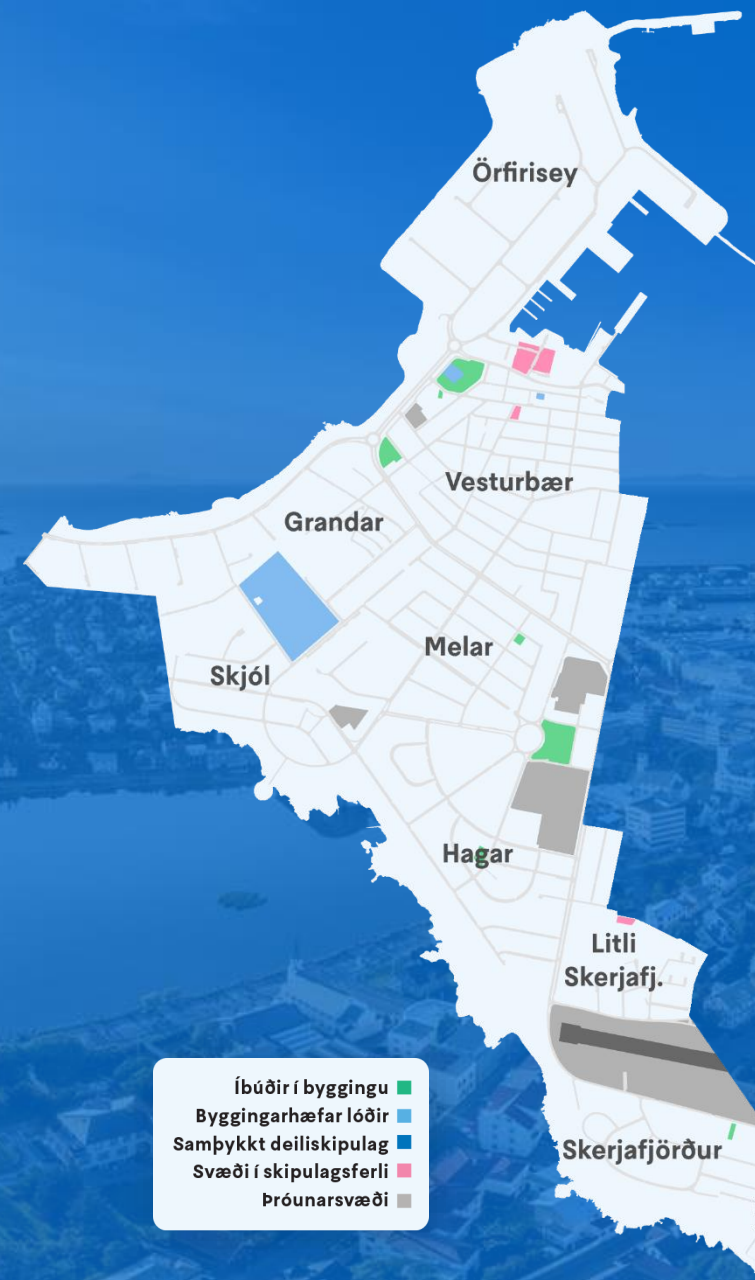 Örfirisey
Vesturbær
Grandar
Melar
Skjól
Hagar
Litli
Skerjafj.
Skerjafjörður
Íbúðir í byggingu
Byggingarhæfar lóðir
Samþykkt deiliskipulag
Svæði í skipulagsferli
Þróunarsvæði